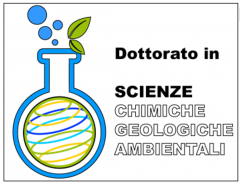 Dottorato in
SCIENZE
CHIMICHE
GEOLOGICHE
AMBIENTALI